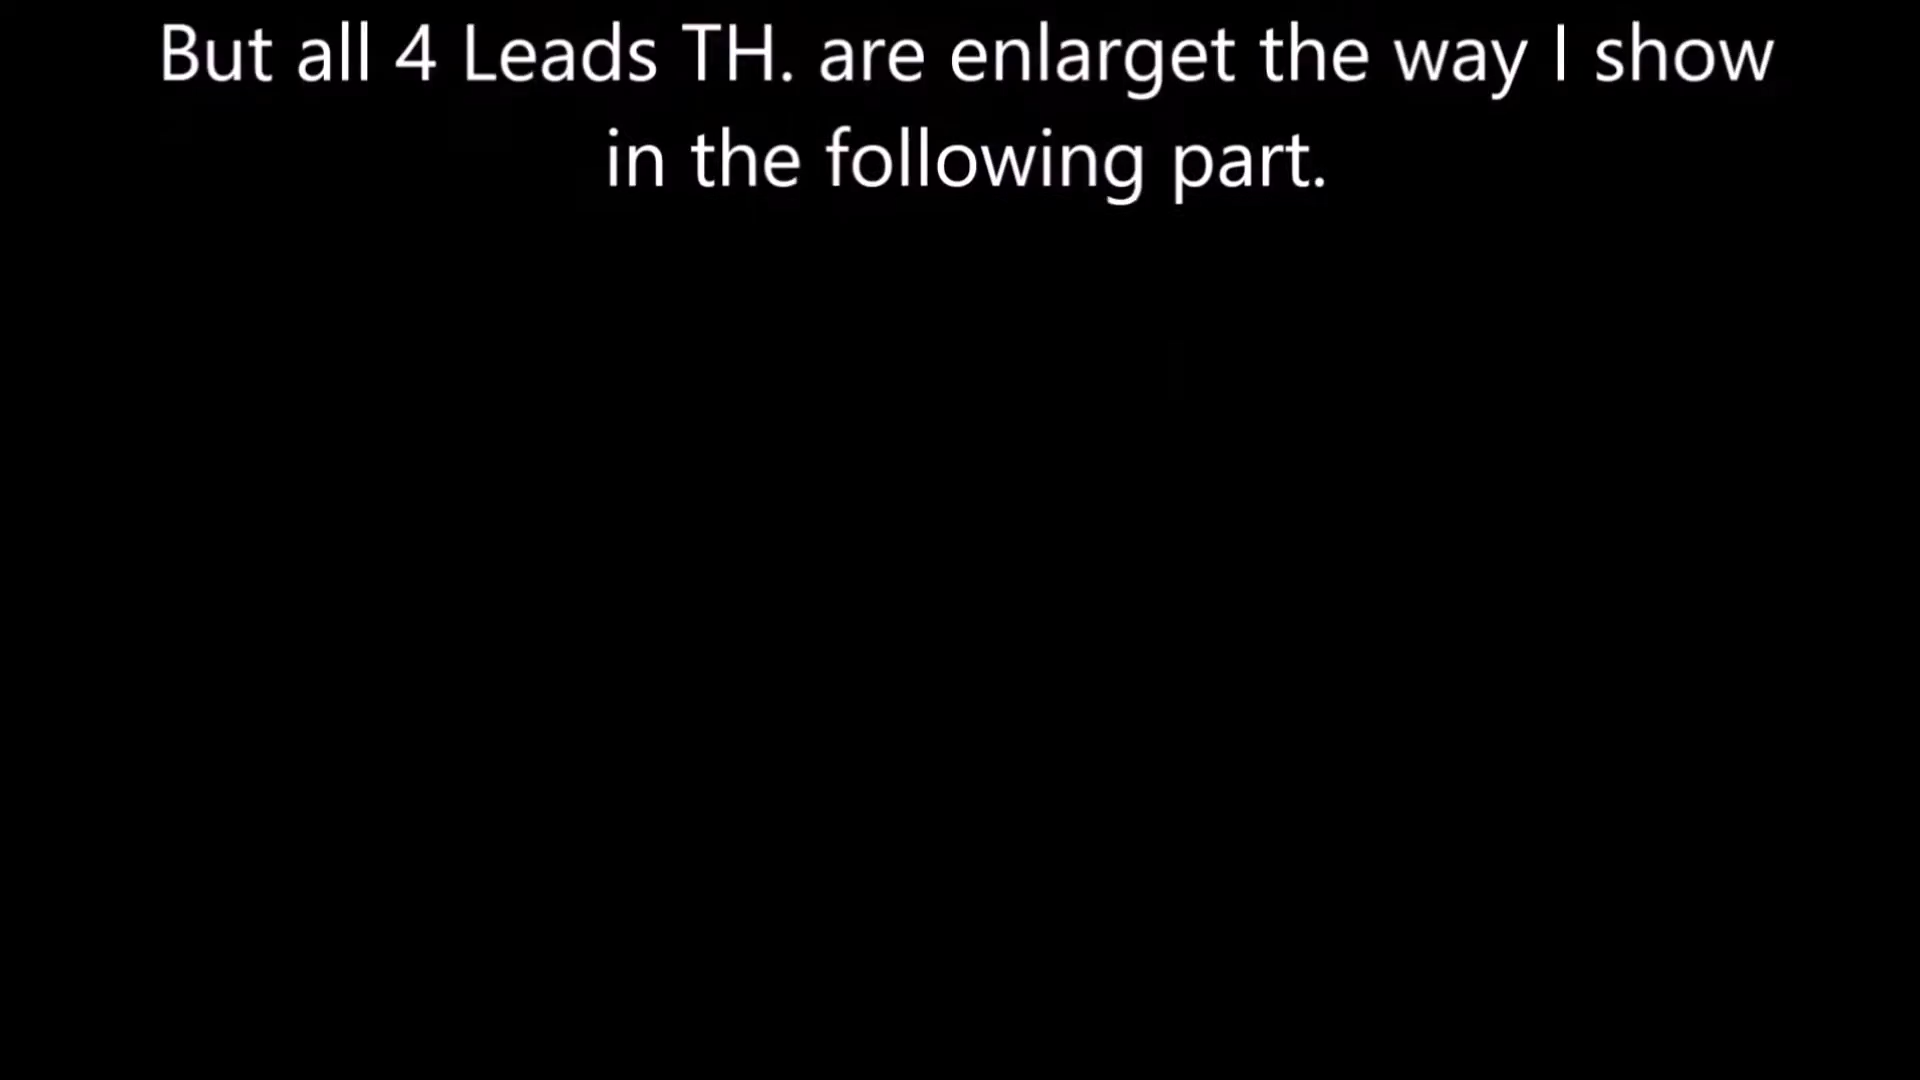 But all 4 Leads TH. are enlarget the way I show
in the following part.